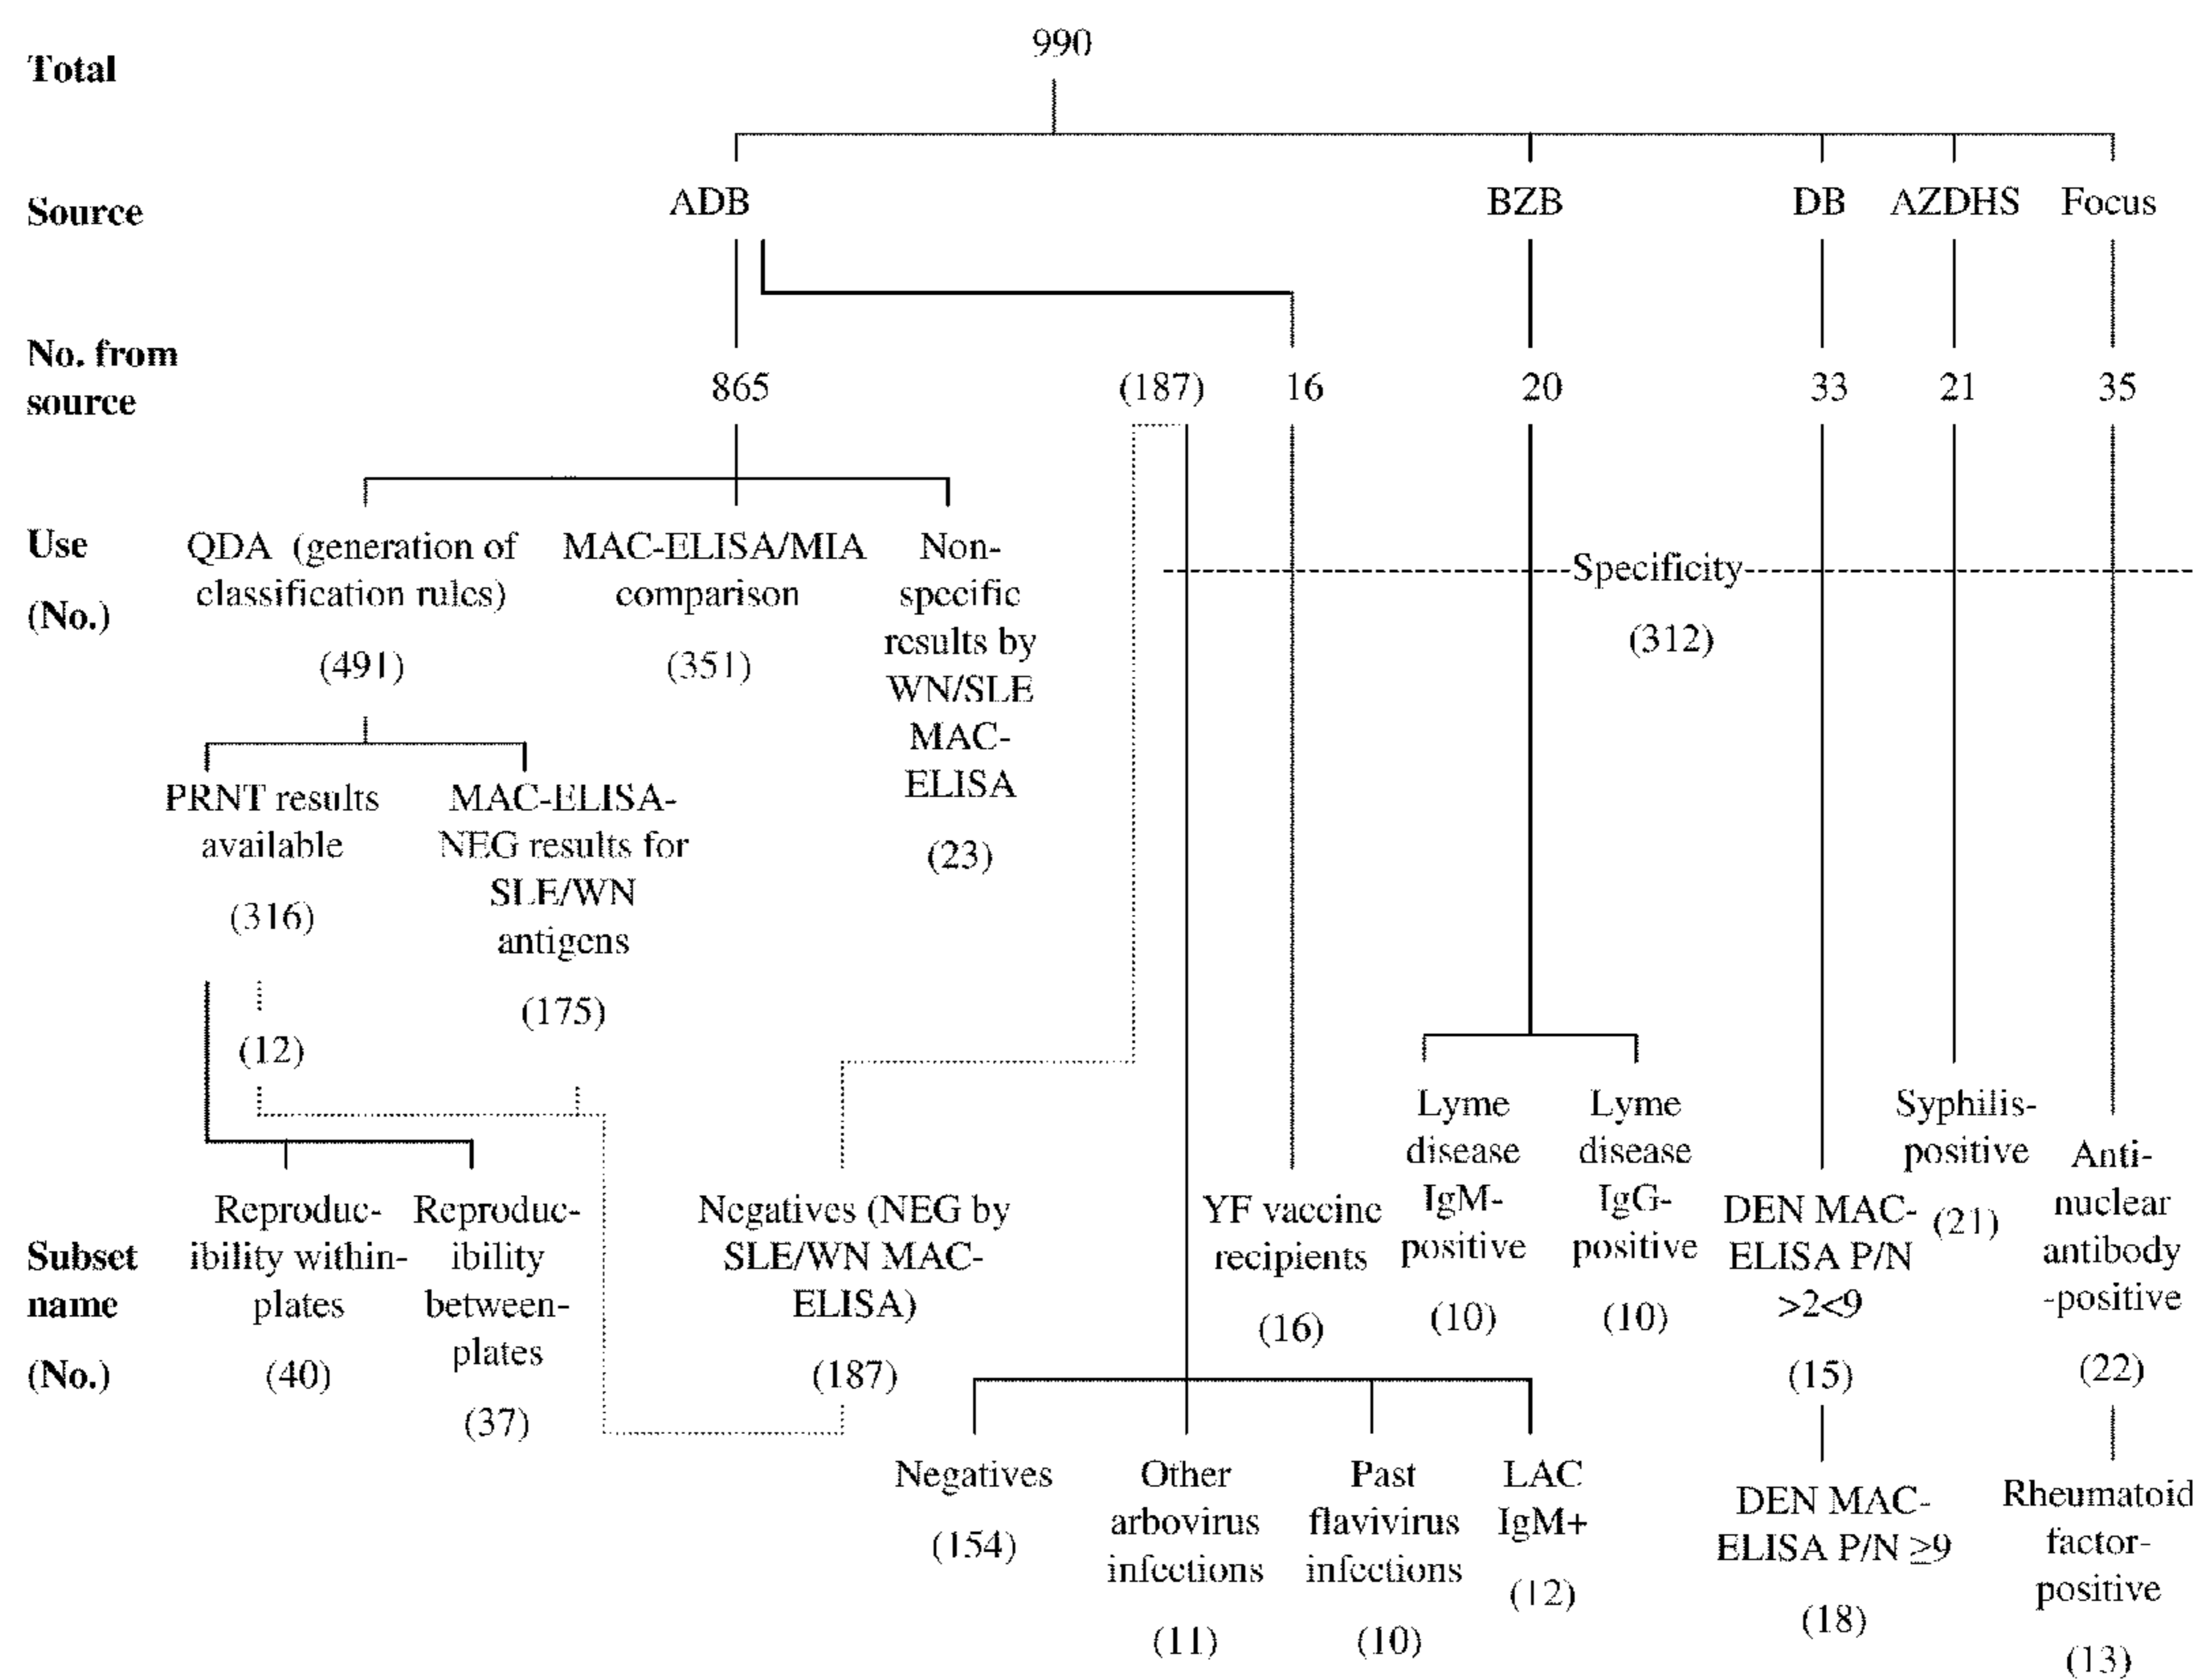 Total
990
Source
ADB
BZB
DB
AZDHS
Focus
No. from
source
865
(187)
16
20
33
21
35
Use
(No.)
QDA (generation of
classification rules)
(491)
MAC-ELISA/MIA
comparison
(351)
Non-
specific
results by
WN/SLE
MAC-
ELISA
(23)
Specificity
(312)
PRNT results
available
(316)
(12)
MAC-ELISA-
NEG results for
SLE/WN
antigens
(175)
Subset
name
(No.)
Reproduc-
ibility within-
plates
(40)
Reproduc-
ibility
between-
plates
(37)
Negatives (NEG by
SLE/WN MAC-
ELISA)
(187)
YF vaccine
recipients
(16)
Lyme
disease
IgM-
positive
(10)
Lyme
disease
IgG-
positive
(10)
DEN MAC-
ELISA P/N
>2<9
(15)
Syphilis-
positive
(21)
Anti-
nuclear
antibody
-positive
(22)
Negatives
(154)
Other
arbovirus
infections
(11)
Past
flavivirus
infections
(10)
LAC
IgM+
(12)
DEN MAC-
ELISA P/N ≥9
(18)
Rheumatoid
factor-
positive
(13)